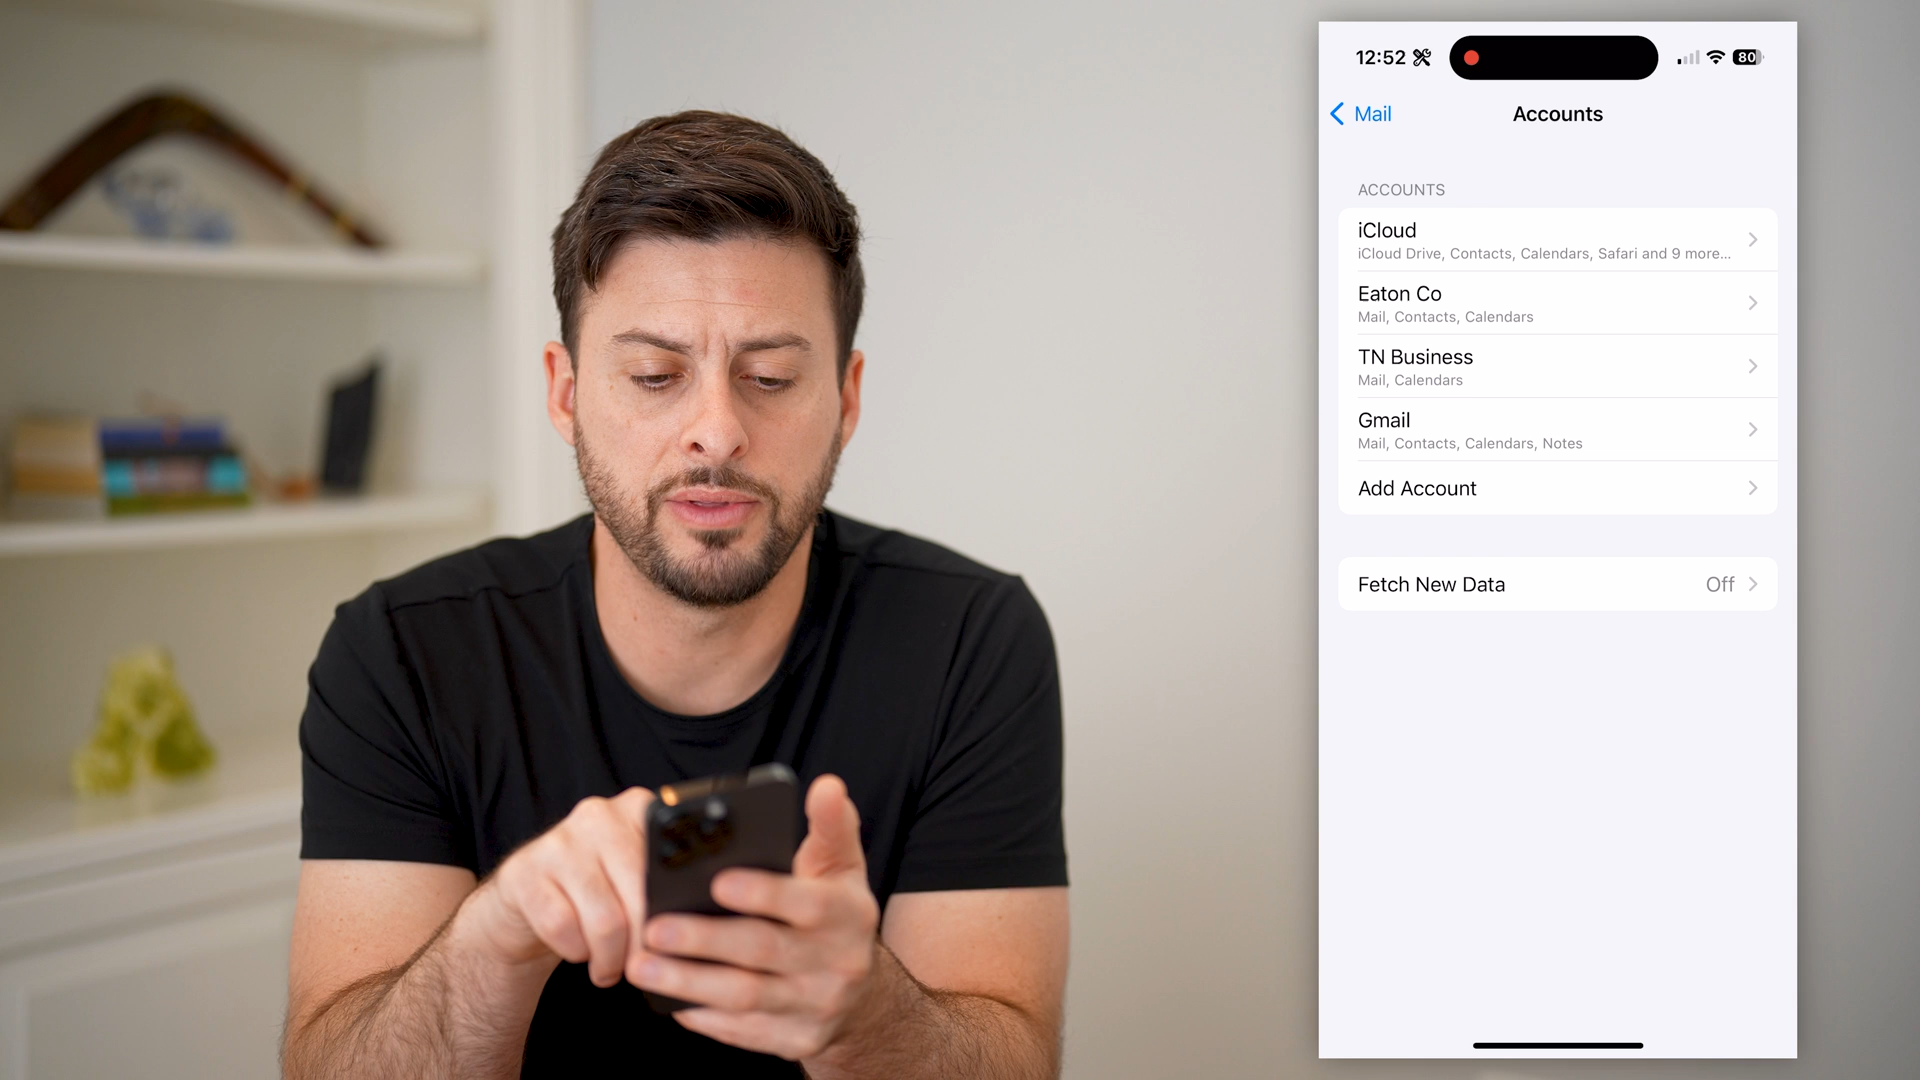 12:52
80
Mail
Accounts
ACCOUNTS
iCloud
iCloud Drive, Contacts, Calendars, Safari and 9 more...
Eaton Co
Mail, Contacts, Calendars
TN Business
Mail, Calendars
Gmail
Mail, Contacts, Calendars, Notes
Add Account
Fetch New Data
Off